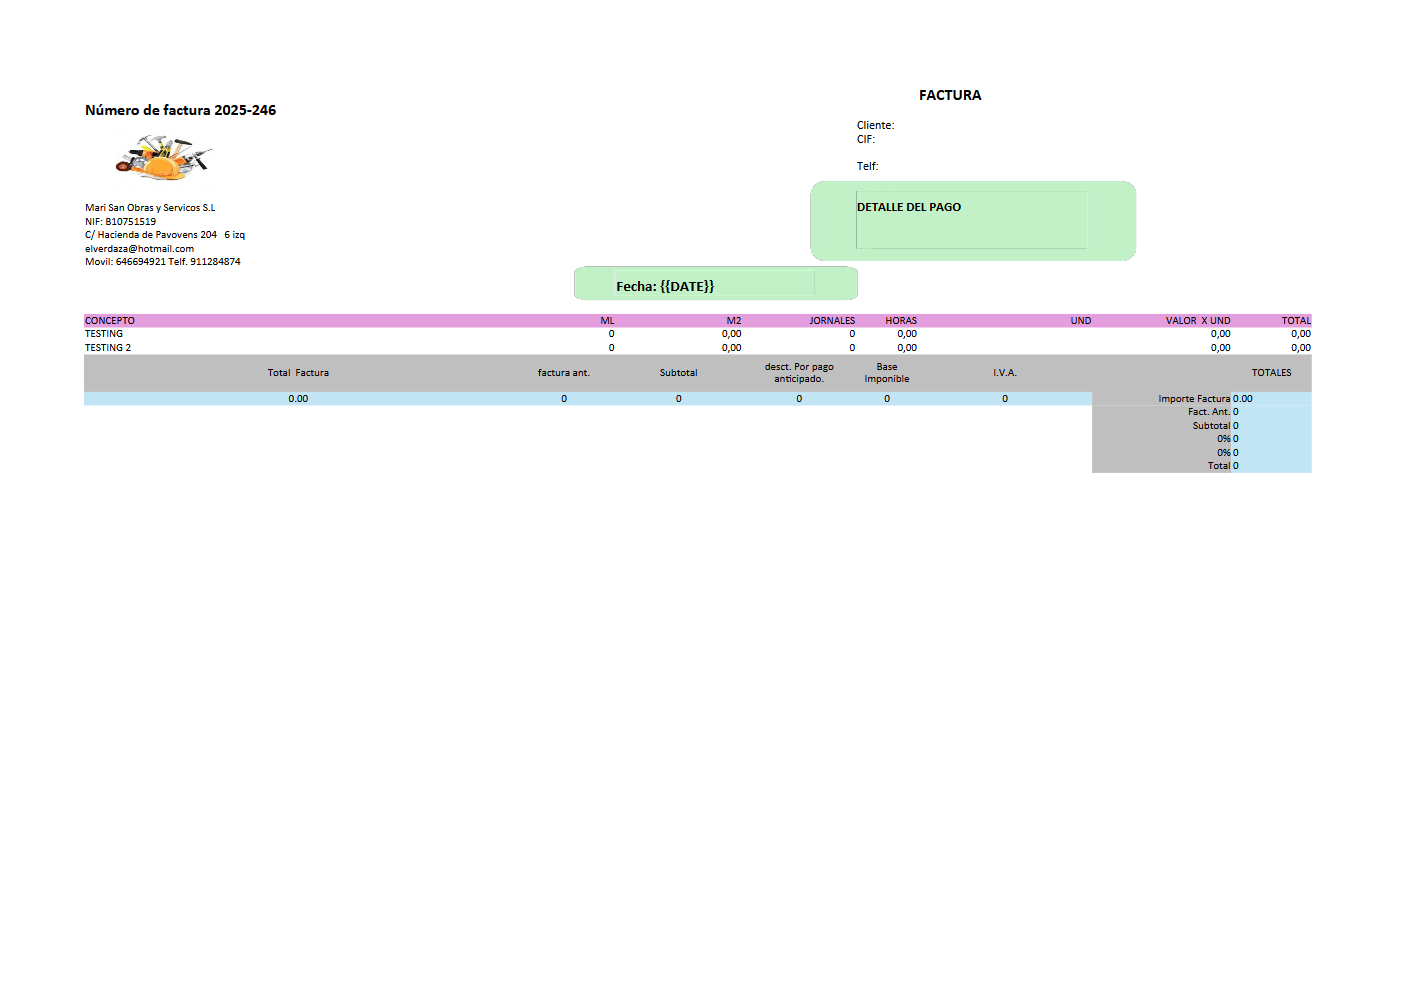 FACTURA
Número de factura 2025-246
Cliente:
CIF:
Telf:
Mari San Obras y Servicos S.L
NIF: B10751519
C/ Hacienda de Pavovens 204 6 izq
elverdaza@hotmail.com
Movil: 646694921 Telf. 911284874
DETALLE DEL PAGO
Fecha: {{DATE}}
CONCEPTO ML M2 JORNALES HORAS UND VALOR X UND TOTAL
TESTING 0 0,00 0 0,00 0,00 0,00
TESTING 2 0 0,00 0 0,00 0,00 0,00
Total Factura factura ant. Subtotal desct. Por pago anticipado. Base Imponible I.V.A. TOTALES
0.00 0 0 0 0 0 Importe Factura 0.00
Fact. Ant. 0
Subtotal 0
0% 0
0% 0
Total 0